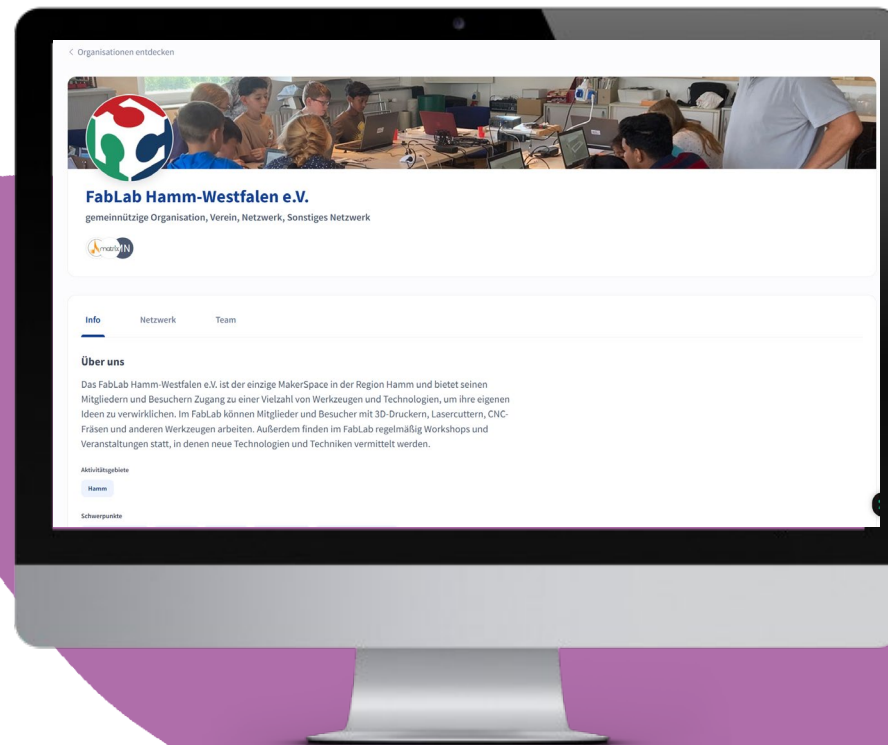 < Organisationen entdecken
FabLab Hamm-Westfalen e.V.
gemeinnützige Organisation, Verein, Netzwerk, Sonstiges Netzwerk
matrix IN
Info Netzwerk Team
Über uns
Das FabLab Hamm-Westfalen e.V. ist der einzige MakerSpace in der Region Hamm und bietet seinen
Mitgliedern und Besuchern Zugang zu einer Vielzahl von Werkzeugen und Technologien, um ihre eigenen
Ideen zu verwirklichen. Im FabLab können Mitglieder und Besucher mit 3D-Druckern, Lasercuttern, CNC-
Fräsen und anderen Werkzeugen arbeiten. Außerdem finden im FabLab regelmäßig Workshops und
Veranstaltungen statt, in denen neue Technologien und Techniken vermittelt werden.
Aktivitätsgebiete
Hamm
Schwerpunkte